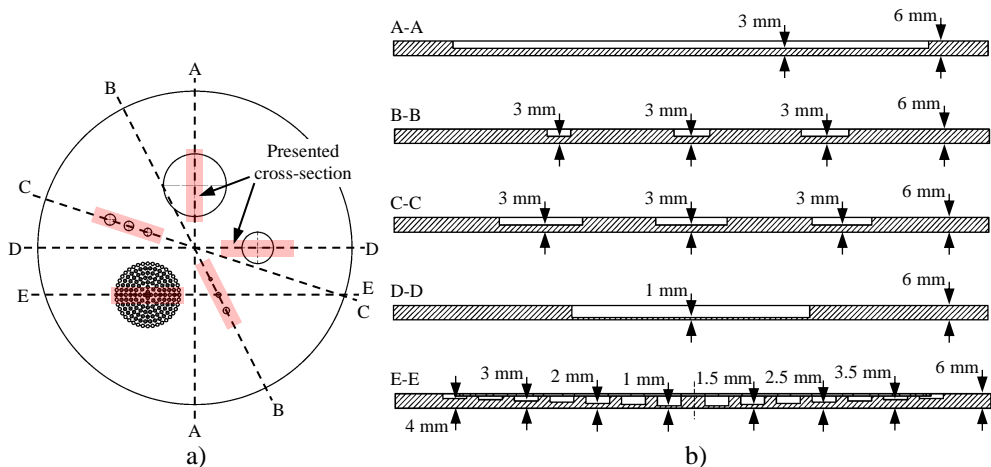 A
B
Presented
cross-section
C
D
D
E
E
C
B
A
a)
A-A
3 mm
6 mm
B-B
3 mm
3 mm
3 mm
6 mm
C-C
3 mm
3 mm
3 mm
6 mm
D-D
1 mm
6 mm
E-E
3 mm
2 mm
1 mm
1.5 mm
2.5 mm
3.5 mm
6 mm
4 mm
b)